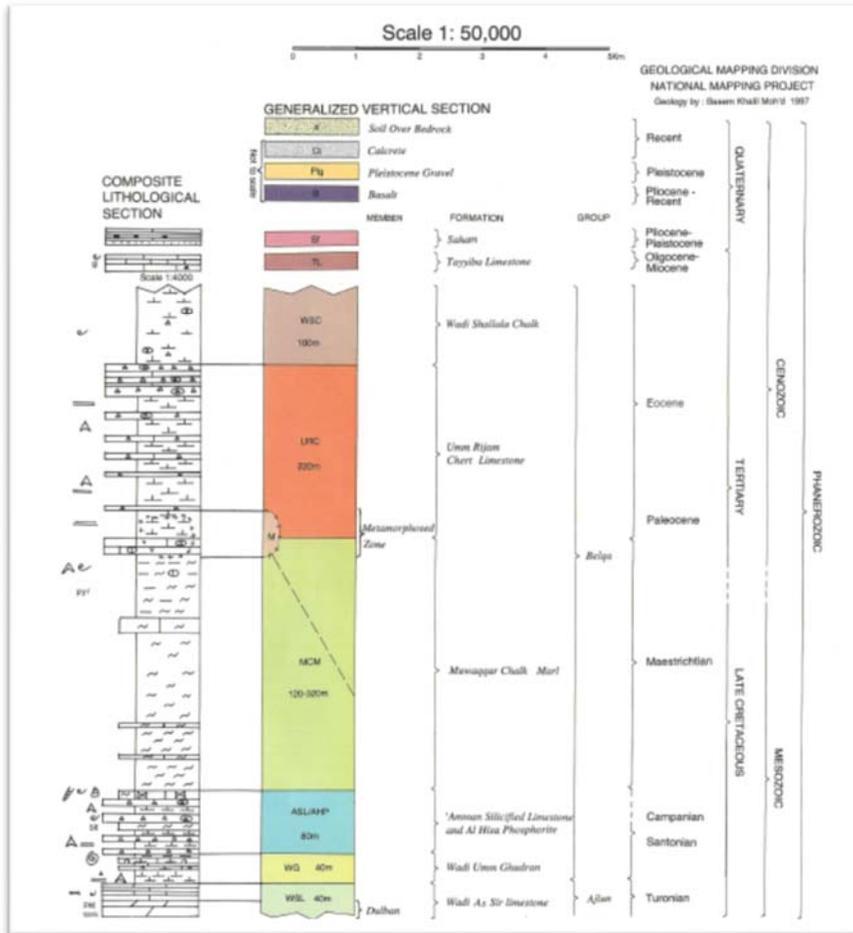 Scale 1: 50,000
0 1 2 3 4 5Km
GEOLOGICAL MAPPING DIVISION
NATIONAL MAPPING PROJECT
Geology by : Basem Khalil Moh'd 1997
GENERALIZED VERTICAL SECTION
Soil Over Bedrock
Recent
Calcrete
Plg
Pleistocene Gravel
Pleistocene
Basalt
Pliocene -
Recent
Not to scale
QUATERNARY
COMPOSITE
LITHOLOGICAL
SECTION
MEMBER FORMATION GROUP
Sahan
Pliocene-
Plaistocene
TL
Tayyiba Limestone
Oligocene-
Miocene
Scale 1:4000
WSC
100m
Wadi Shallala Chalk
Eocene
CENOZOIC
URC
220m
Umm Rijam
Chert Limestone
TERTIARY
PHANEROZOIC
M
Metamorphosed
Zone
Paleocene
Belqa
MCM
120-320m
Muwaqqar Chalk Marl
Maestrichtian
LATE CRETACEOUS
MESOZOIC
ASL/AHP
80m
'Amman Silicified Limestone
and Al Hisa Phosphorite
Campanian
Santonian
WG 40m
Wadi Umm Ghudran
WSL 40m
Dulban
Wadi As Sir limestone
Ajlun
Turonian